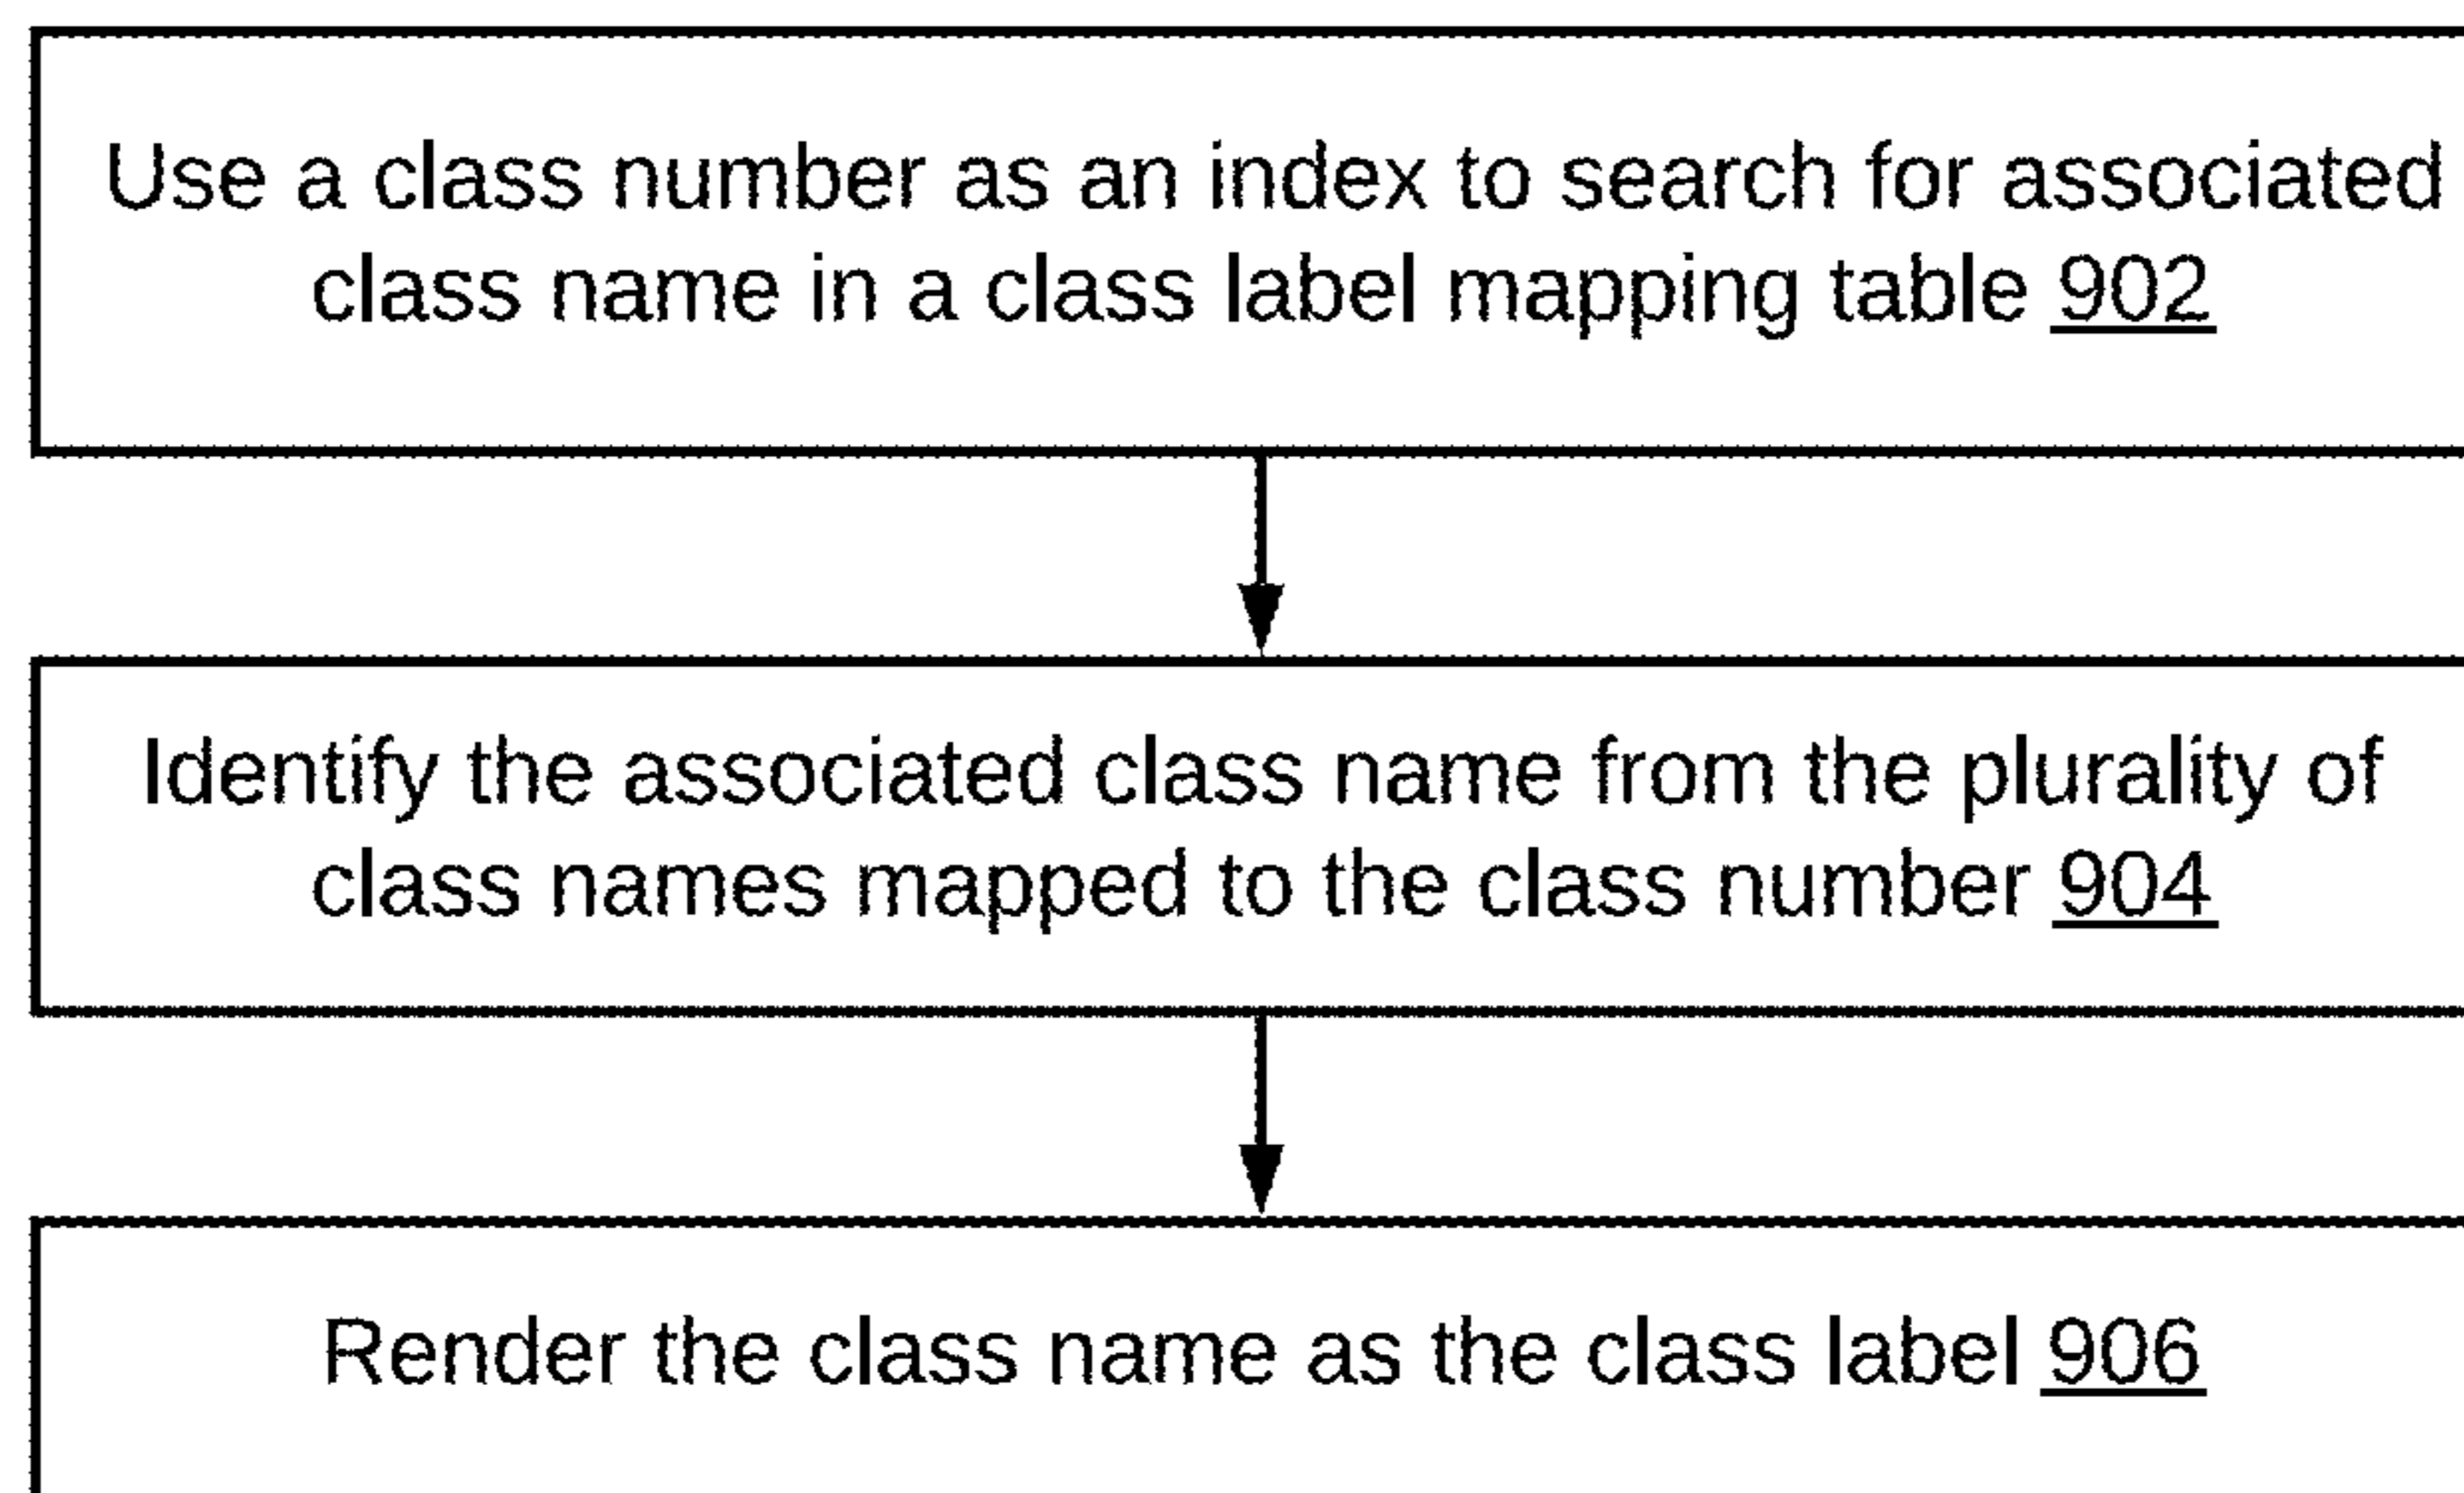 Use a class number as an index to search for associated
class name in a class label mapping table 902
Identify the associated class name from the plurality of
class names mapped to the class number 904
Render the class name as the class label 906